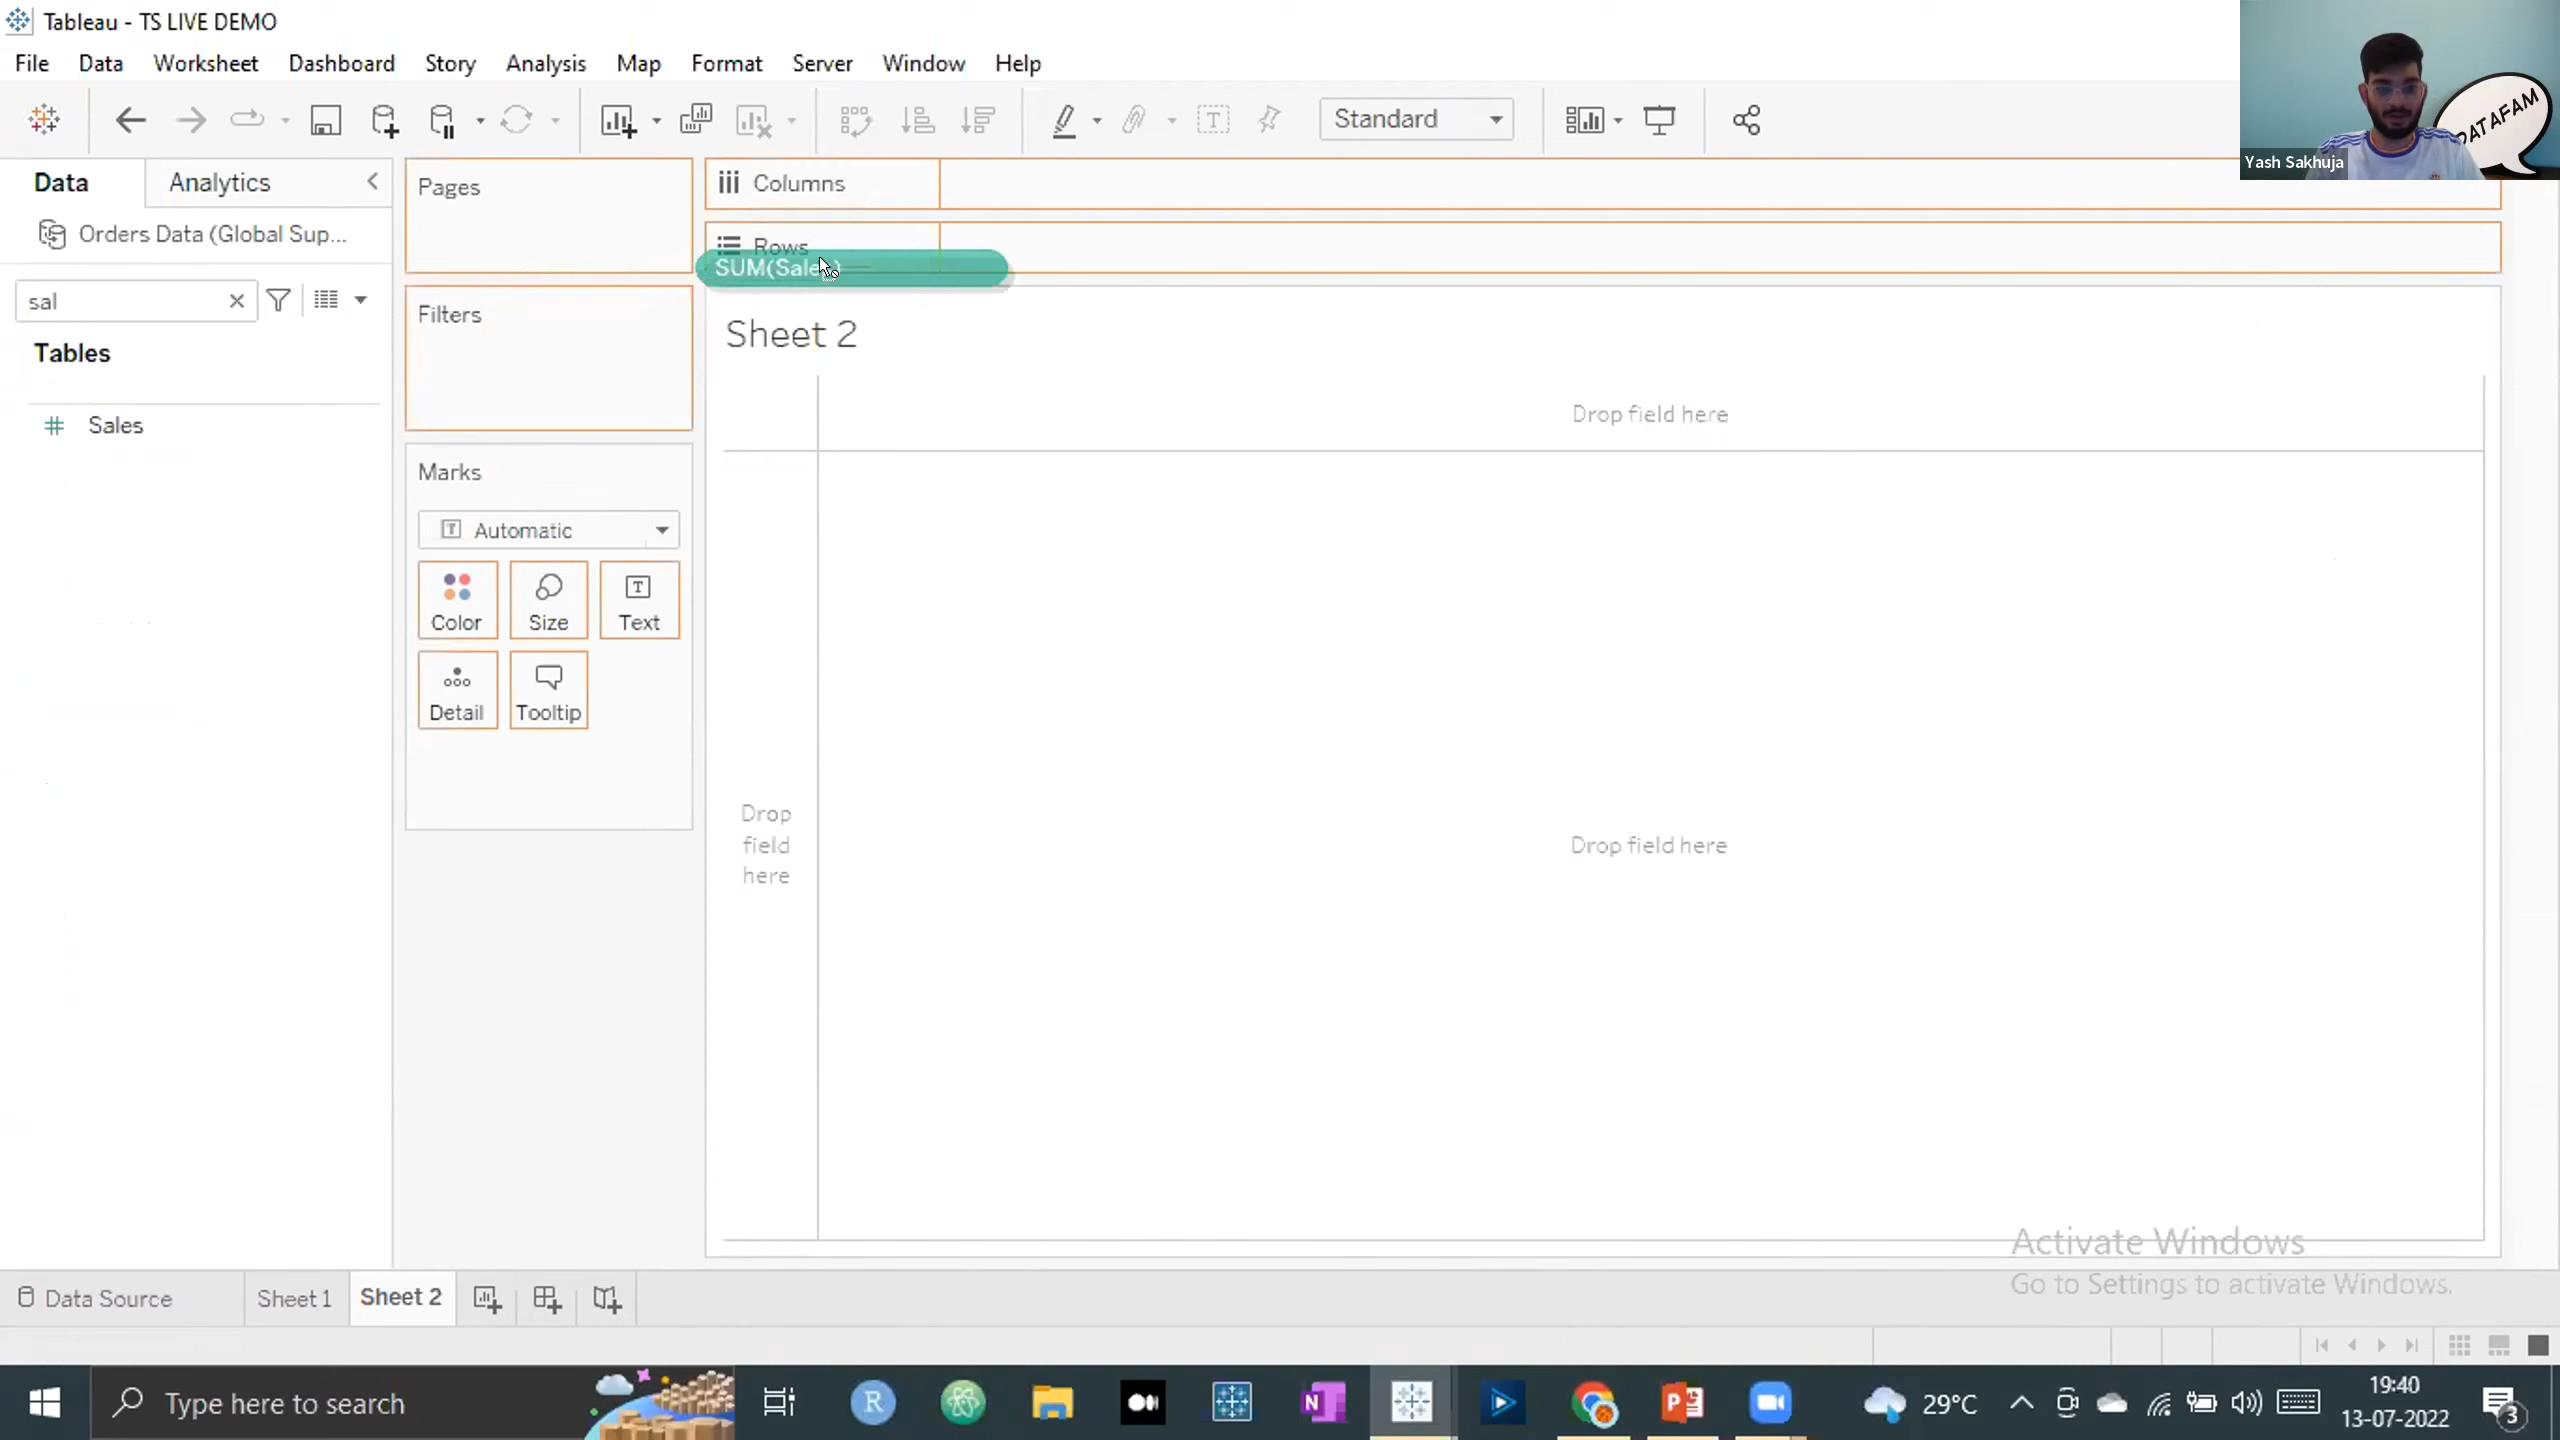 Tableau - TS LIVE DEMO
File Data Worksheet Dashboard Story Analysis Map Format Server Window Help
Standard
DATAFAM
Yash Sakhuja
Data Analytics
Pages
Columns
Orders Data (Global Sup...
Rows
SUM(Sales)
sal
Filters
Sheet 2
Tables
Drop field here
Sales
Marks
Automatic
Color Size Text
Detail Tooltip
Drop
field
here
Drop field here
Activate Windows
Go to Settings to activate Windows.
Data Source Sheet 1 Sheet 2
Type here to search
29°C
19:40
13-07-2022
3